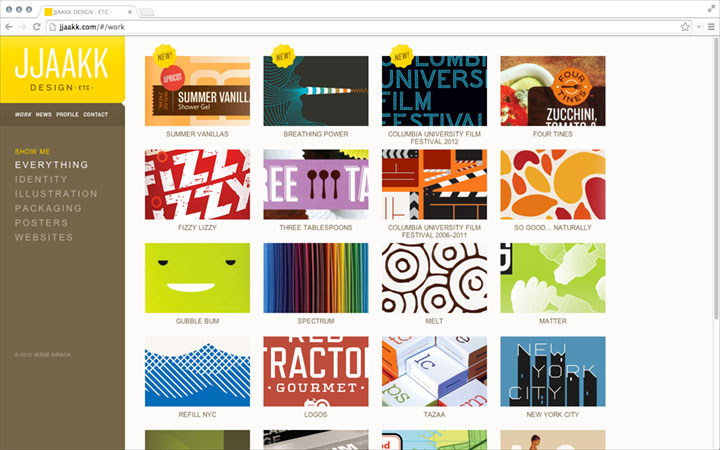 JJAAKK DESIGN · ETC ·
jjaakk.com/#/work
JJAAKK
DESIGN · ETC ·
WORK NEWS PROFILE CONTACT
SHOW ME
EVERYTHING
IDENTITY
ILLUSTRATION
PACKAGING
POSTERS
WEBSITES
© 2012 JESSE KIRSCH
NEW!
APRICOT
SUMMER VANILL
Shower Gel
SUMMER VANILLAS
NEW!
BREATHING POWER
NEW!
COLUMBIA
UNIVERSITY
FILM
FESTIVAL
COLUMBIA UNIVERSITY FILM
FESTIVAL 2012
FOUR
TINES
ZUCCHINI,
TOMATO &
FOUR TINES
FIZZY
IZZY
FIZZY LIZZY
REE TA
THREE TABLESPOONS
COLUMBIA UNIVERSITY FILM
FESTIVAL 2006–2011
SO GOOD... NATURALLY
GUBBLE BUM
SPECTRUM
MELT
MATTER
REFILL NYC
RED
TRACTOR
GOURMET
LOGOS
lc
TAZAA
NEW
YORK
CITY
NEW YORK CITY